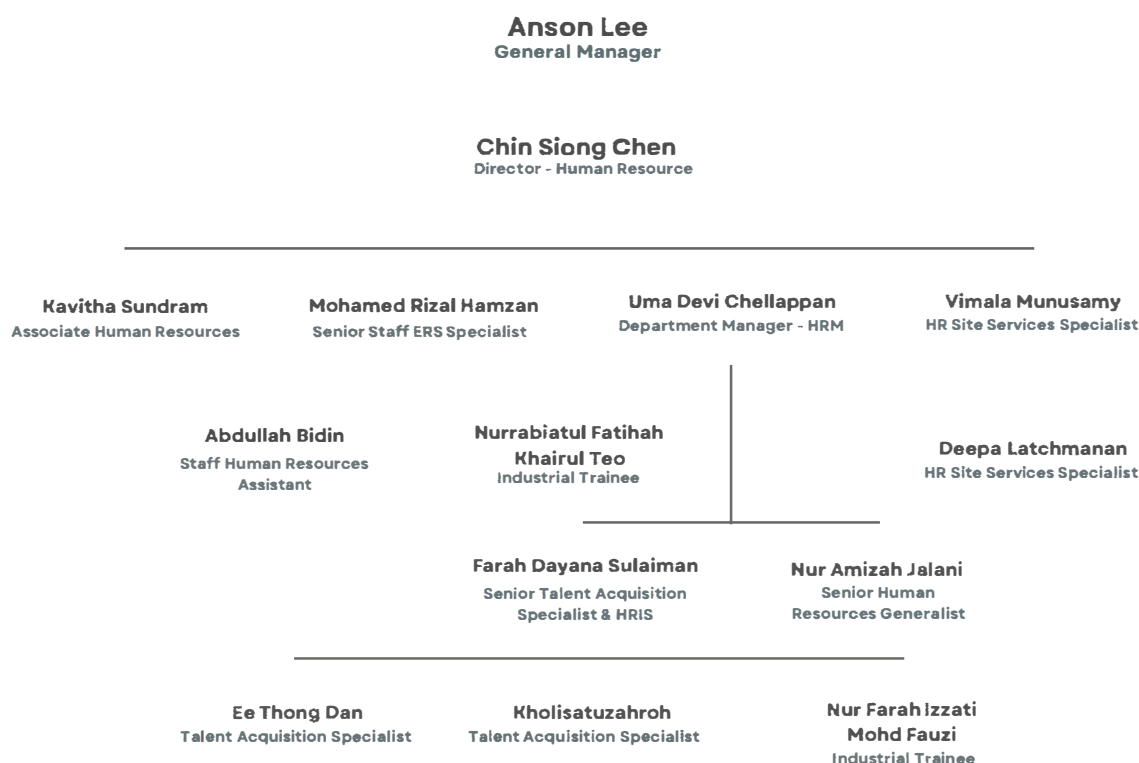 Anson Lee
General Manager
Chin Siong Chen
Director - Human Resource
Kavitha Sundram
Associate Human Resources
Mohamed Rizal Hamzan
Senior Staff ERS Specialist
Uma Devi Chellappan
Department Manager - HRM
Vimala Munusamy
HR Site Services Specialist
Abdullah Bidin
Staff Human Resources
Assistant
Nurrabiatul Fatihah
Khairul Teo
Industrial Trainee
Deepa Latchmanan
HR Site Services Specialist
Farah Dayana Sulaiman
Senior Talent Acquisition
Specialist & HRIS
Nur Amizah Jalani
Senior Human
Resources Generalist
Ee Thong Dan
Talent Acquisition Specialist
Kholisatuzahroh
Talent Acquisition Specialist
Nur Farah Izzati
Mohd Fauzi
Industrial Trainee